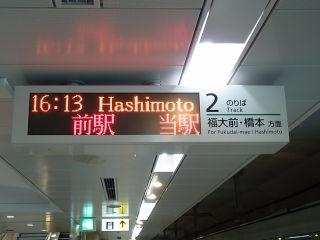 16:13 Hashimoto
前駅 当駅
2 のりば
Track
福大前・橋本 方面
For Fukudai-mae | Hashimoto